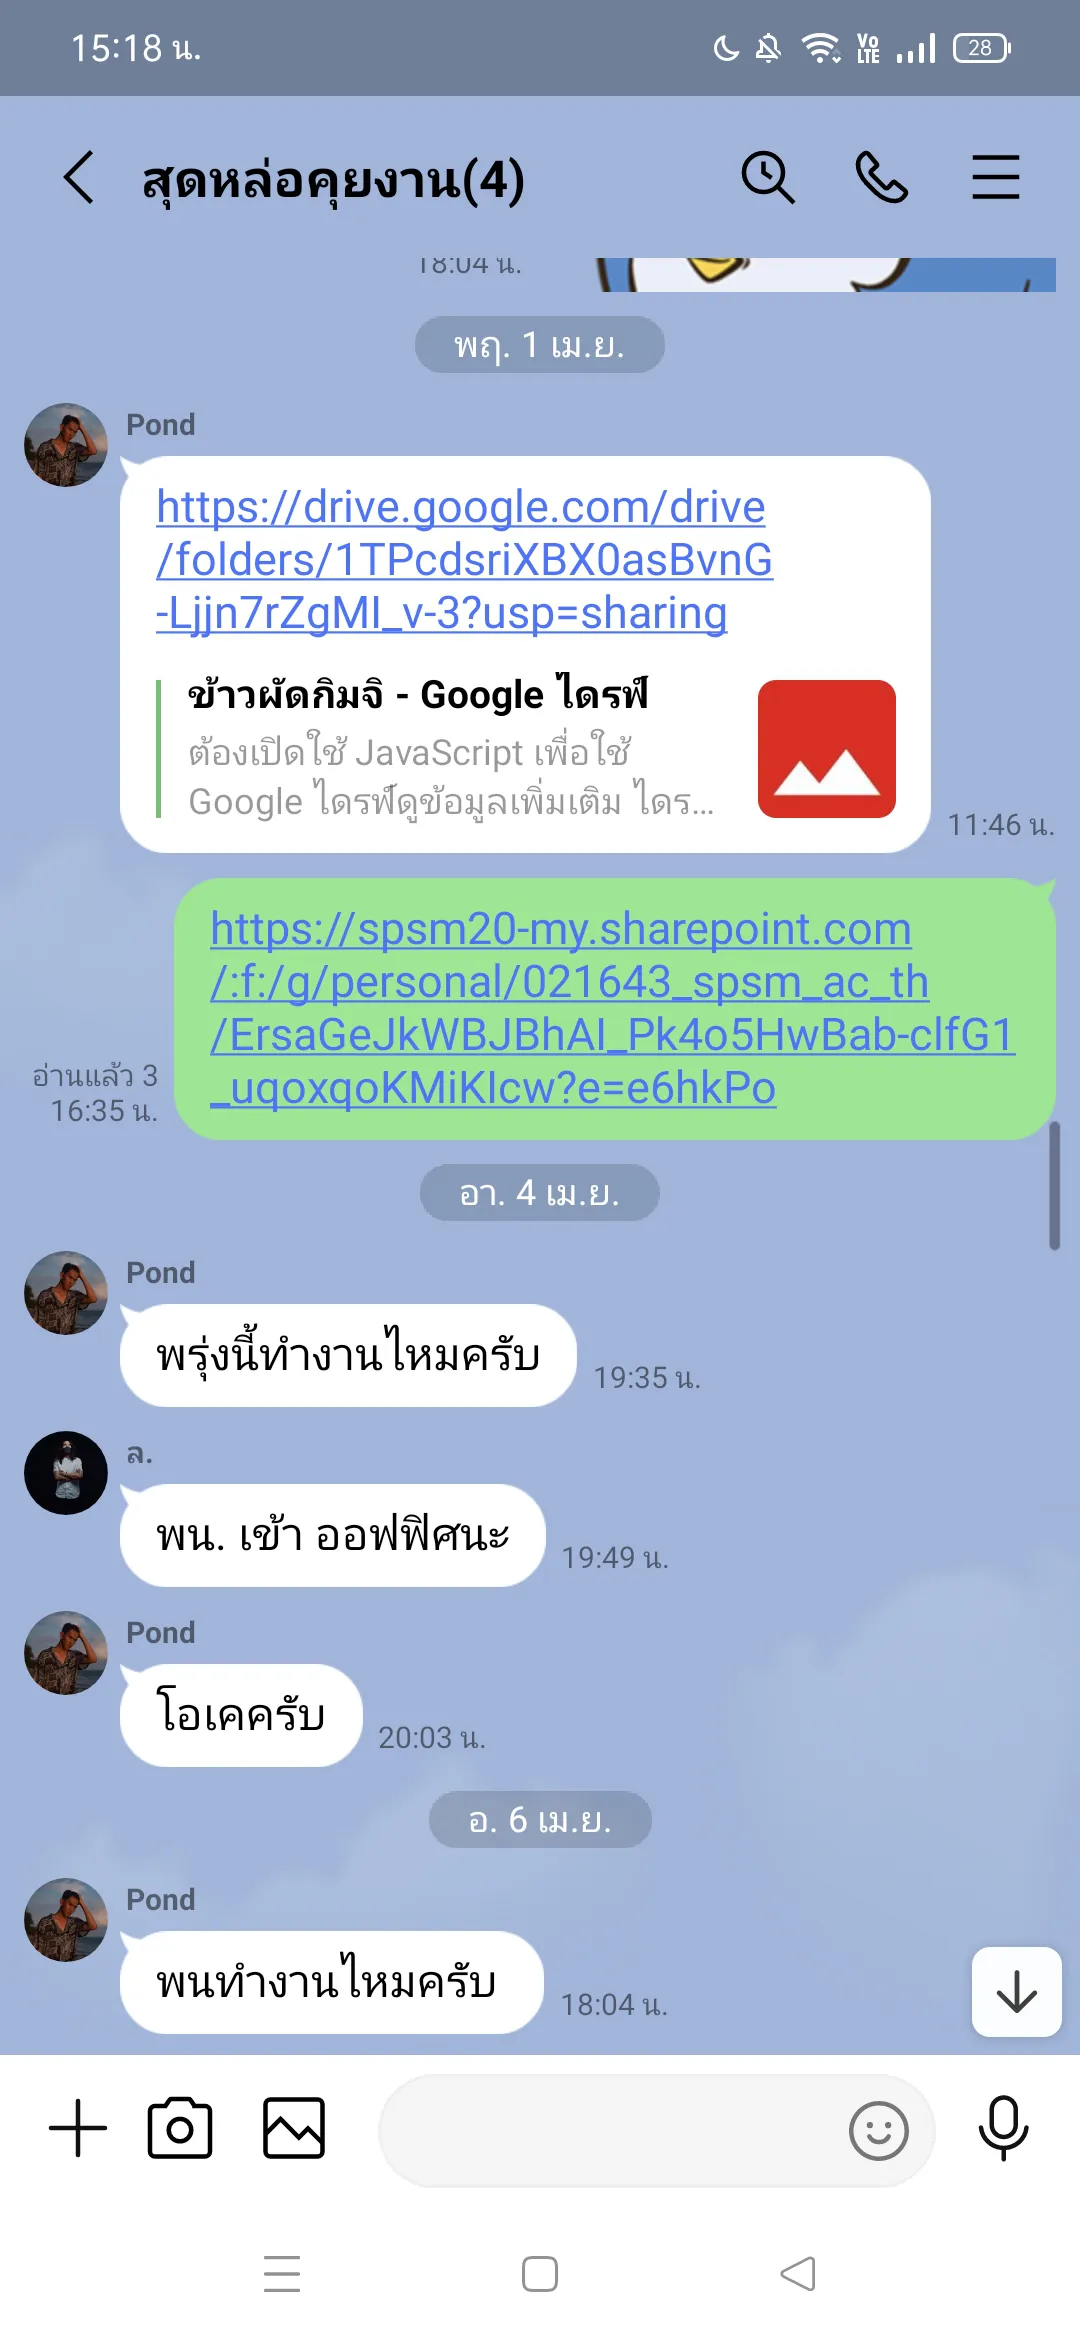 15:18 น.
Vo
LTE
28
สุดหล่อคุยงาน(4)
18:04 น.
พฤ. 1 เม.ย.
Pond
https://drive.google.com/drive
/folders/1TPcdsriXBX0asBvnG
-Ljjn7rZgMI_v-3?usp=sharing
ข้าวผัดกิมจิ - Google ไดรฟ์
ต้องเปิดใช้ JavaScript เพื่อใช้
Google ไดรฟ์ดูข้อมูลเพิ่มเติม ไดร...
11:46 น.
https://spsm20-my.sharepoint.com
/:f:/g/personal/021643_spsm_ac_th
/ErsaGeJkWBJBhAI_Pk4o5HwBab-clfG1
_uqoxqoKMiKIcw?e=e6hkPo
อ่านแล้ว 3
16:35 น.
อา. 4 เม.ย.
Pond
พรุ่งนี้ทำงานไหมครับ
19:35 น.
ล.
พน. เข้า ออฟฟิศนะ
19:49 น.
Pond
โอเคครับ
20:03 น.
อ. 6 เม.ย.
Pond
พนทำงานไหมครับ
18:04 น.